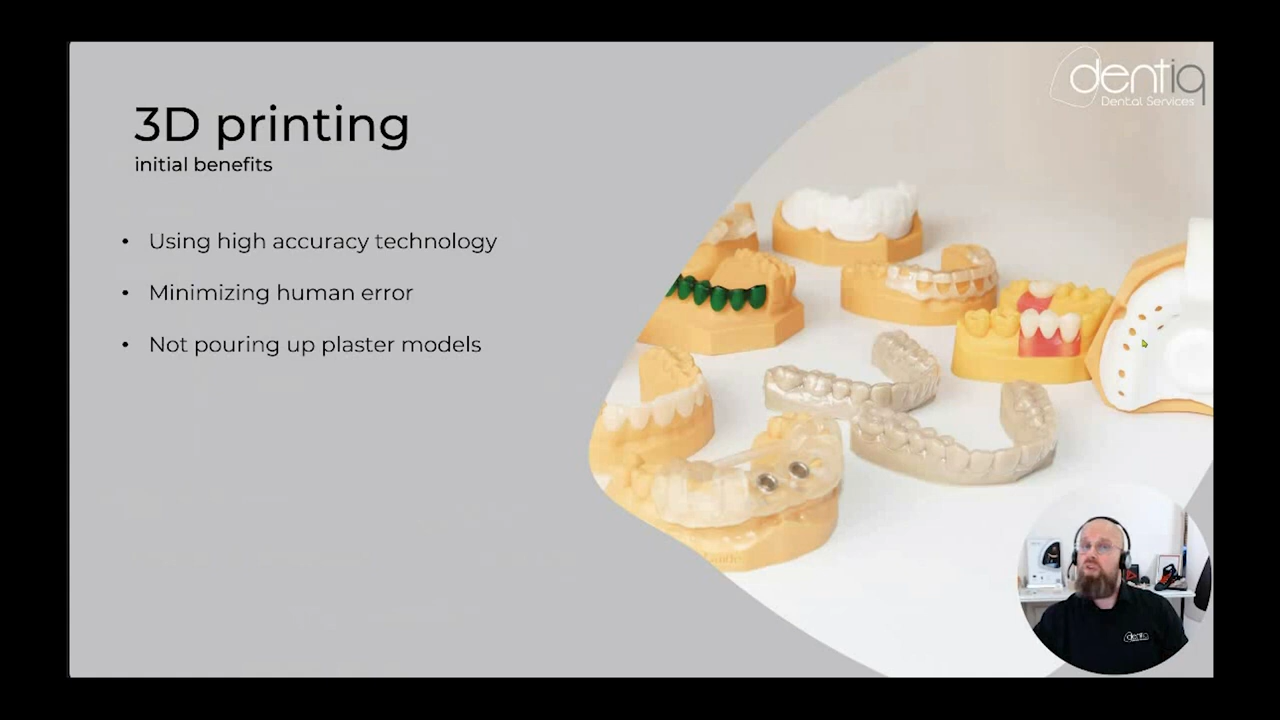 dentiq
Dental Services
3D printing
initial benefits
• Using high accuracy technology
• Minimizing human error
• Not pouring up plaster models
dentiq